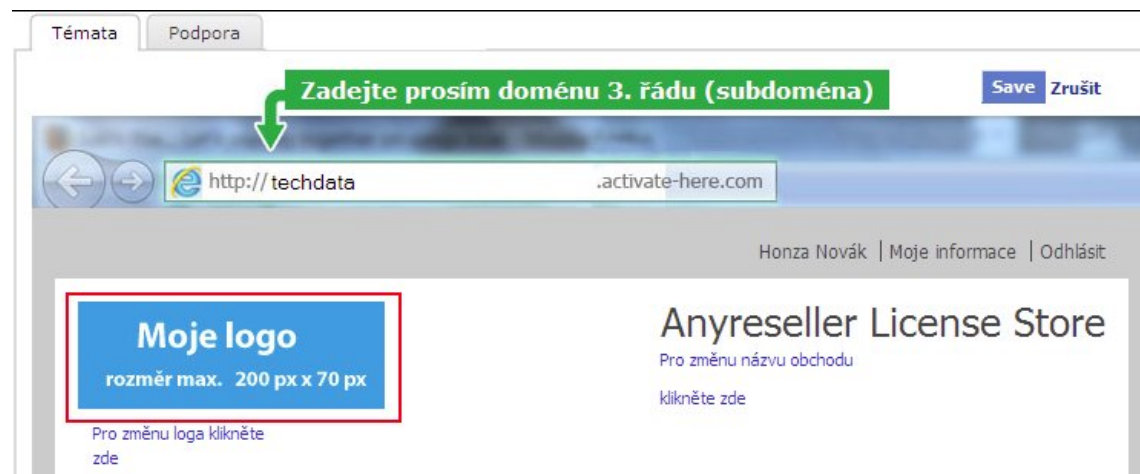 Témata Podpora
Zadejte prosím doménu 3. řádu (subdoména) Save Zrušit
http:// techdata .activate-here.com
Honza Novák | Moje informace | Odhlásit
Moje logo
rozměr max. 200 px x 70 px
Pro změnu loga klikněte
zde
Anyreseller License Store
Pro změnu názvu obchodu
klikněte zde